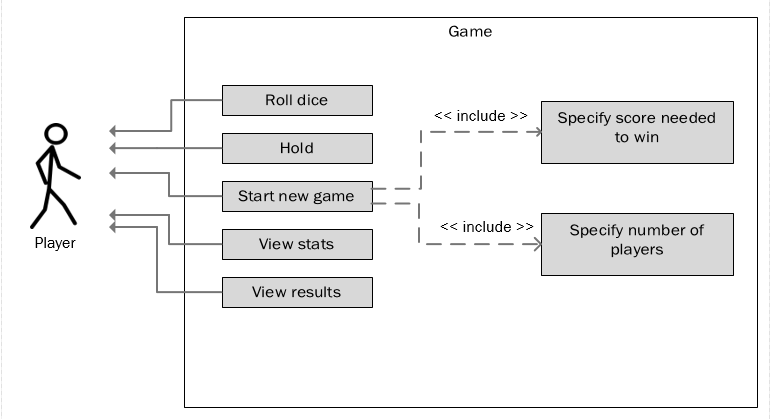 Game
Roll dice
Hold
Start new game
View stats
View results
Player
<< include >>
Specify score needed
to win
<< include >>
Specify number of
players